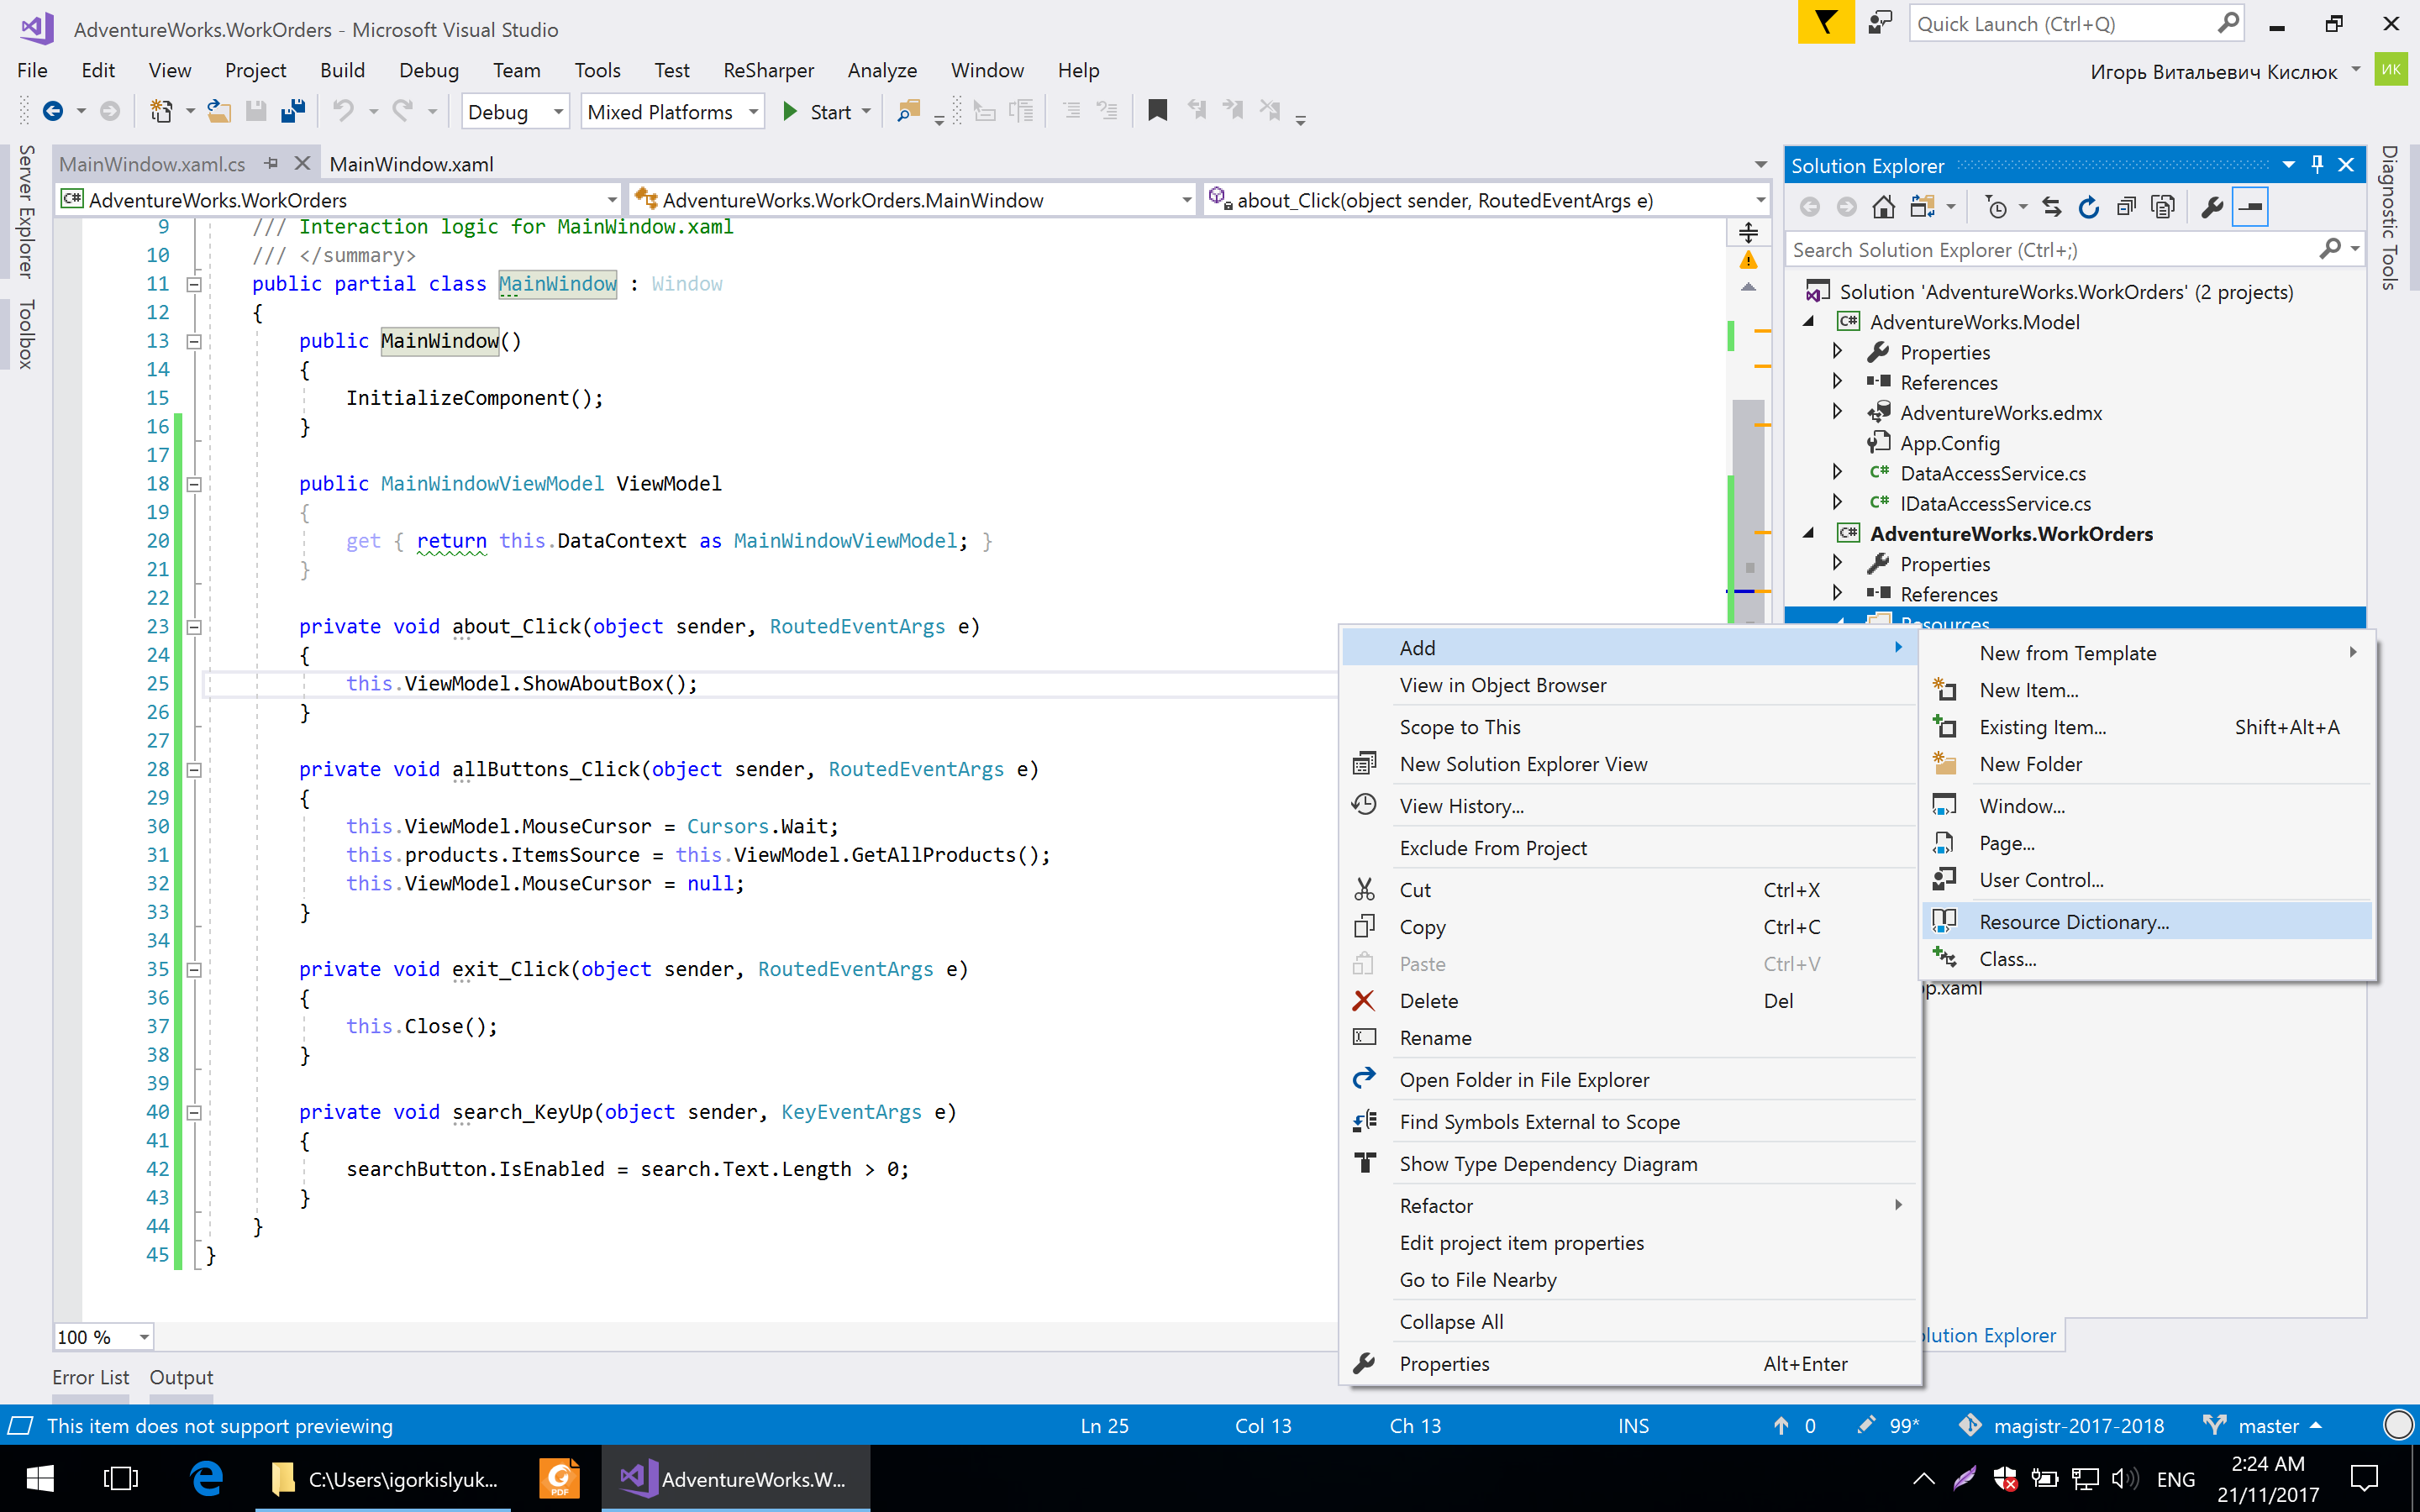 AdventureWorks.WorkOrders - Microsoft Visual Studio
Quick Launch (Ctrl+Q)
File Edit View Project Build Debug Team Tools Test ReSharper Analyze Window Help
Игорь Витальевич Кислюк
ИК
Debug Mixed Platforms Start
Server Explorer
Toolbox
MainWindow.xaml.cs MainWindow.xaml
AdventureWorks.WorkOrders AdventureWorks.WorkOrders.MainWindow about_Click(object sender, RoutedEventArgs e)
9 /// Interaction logic for MainWindow.xaml
10 /// </summary>
11 public partial class MainWindow : Window
12 {
13 public MainWindow()
14 {
15 InitializeComponent();
16 }
17
18 public MainWindowViewModel ViewModel
19 {
20 get { return this.DataContext as MainWindowViewModel; }
21 }
22
23 private void about_Click(object sender, RoutedEventArgs e)
24 {
25 this.ViewModel.ShowAboutBox();
26 }
27
28 private void allButtons_Click(object sender, RoutedEventArgs e)
29 {
30 this.ViewModel.MouseCursor = Cursors.Wait;
31 this.products.ItemsSource = this.ViewModel.GetAllProducts();
32 this.ViewModel.MouseCursor = null;
33 }
34
35 private void exit_Click(object sender, RoutedEventArgs e)
36 {
37 this.Close();
38 }
39
40 private void search_KeyUp(object sender, KeyEventArgs e)
41 {
42 searchButton.IsEnabled = search.Text.Length > 0;
43 }
44 }
45 }
100 %
Error List Output
Solution Explorer
Search Solution Explorer (Ctrl+;)
Solution 'AdventureWorks.WorkOrders' (2 projects)
C# AdventureWorks.Model
Properties
References
AdventureWorks.edmx
App.Config
C# DataAccessService.cs
C# IDataAccessService.cs
C# AdventureWorks.WorkOrders
Properties
References
Resources
Diagnostic Tools
Add
View in Object Browser
Scope to This
New Solution Explorer View
View History...
Exclude From Project
Cut Ctrl+X
Copy Ctrl+C
Paste Ctrl+V
Delete Del
Rename
Open Folder in File Explorer
Find Symbols External to Scope
Show Type Dependency Diagram
Refactor
Edit project item properties
Go to File Nearby
Collapse All
Properties Alt+Enter
New from Template
New Item...
Existing Item... Shift+Alt+A
New Folder
Window...
Page...
User Control...
Resource Dictionary...
Class...
pp.xaml
olution Explorer
This item does not support previewing Ln 25 Col 13 Ch 13 INS 0 99* magistr-2017-2018 master
C:\Users\igorkislyuk... PDF AdventureWorks.W... ENG
2:24 AM
21/11/2017